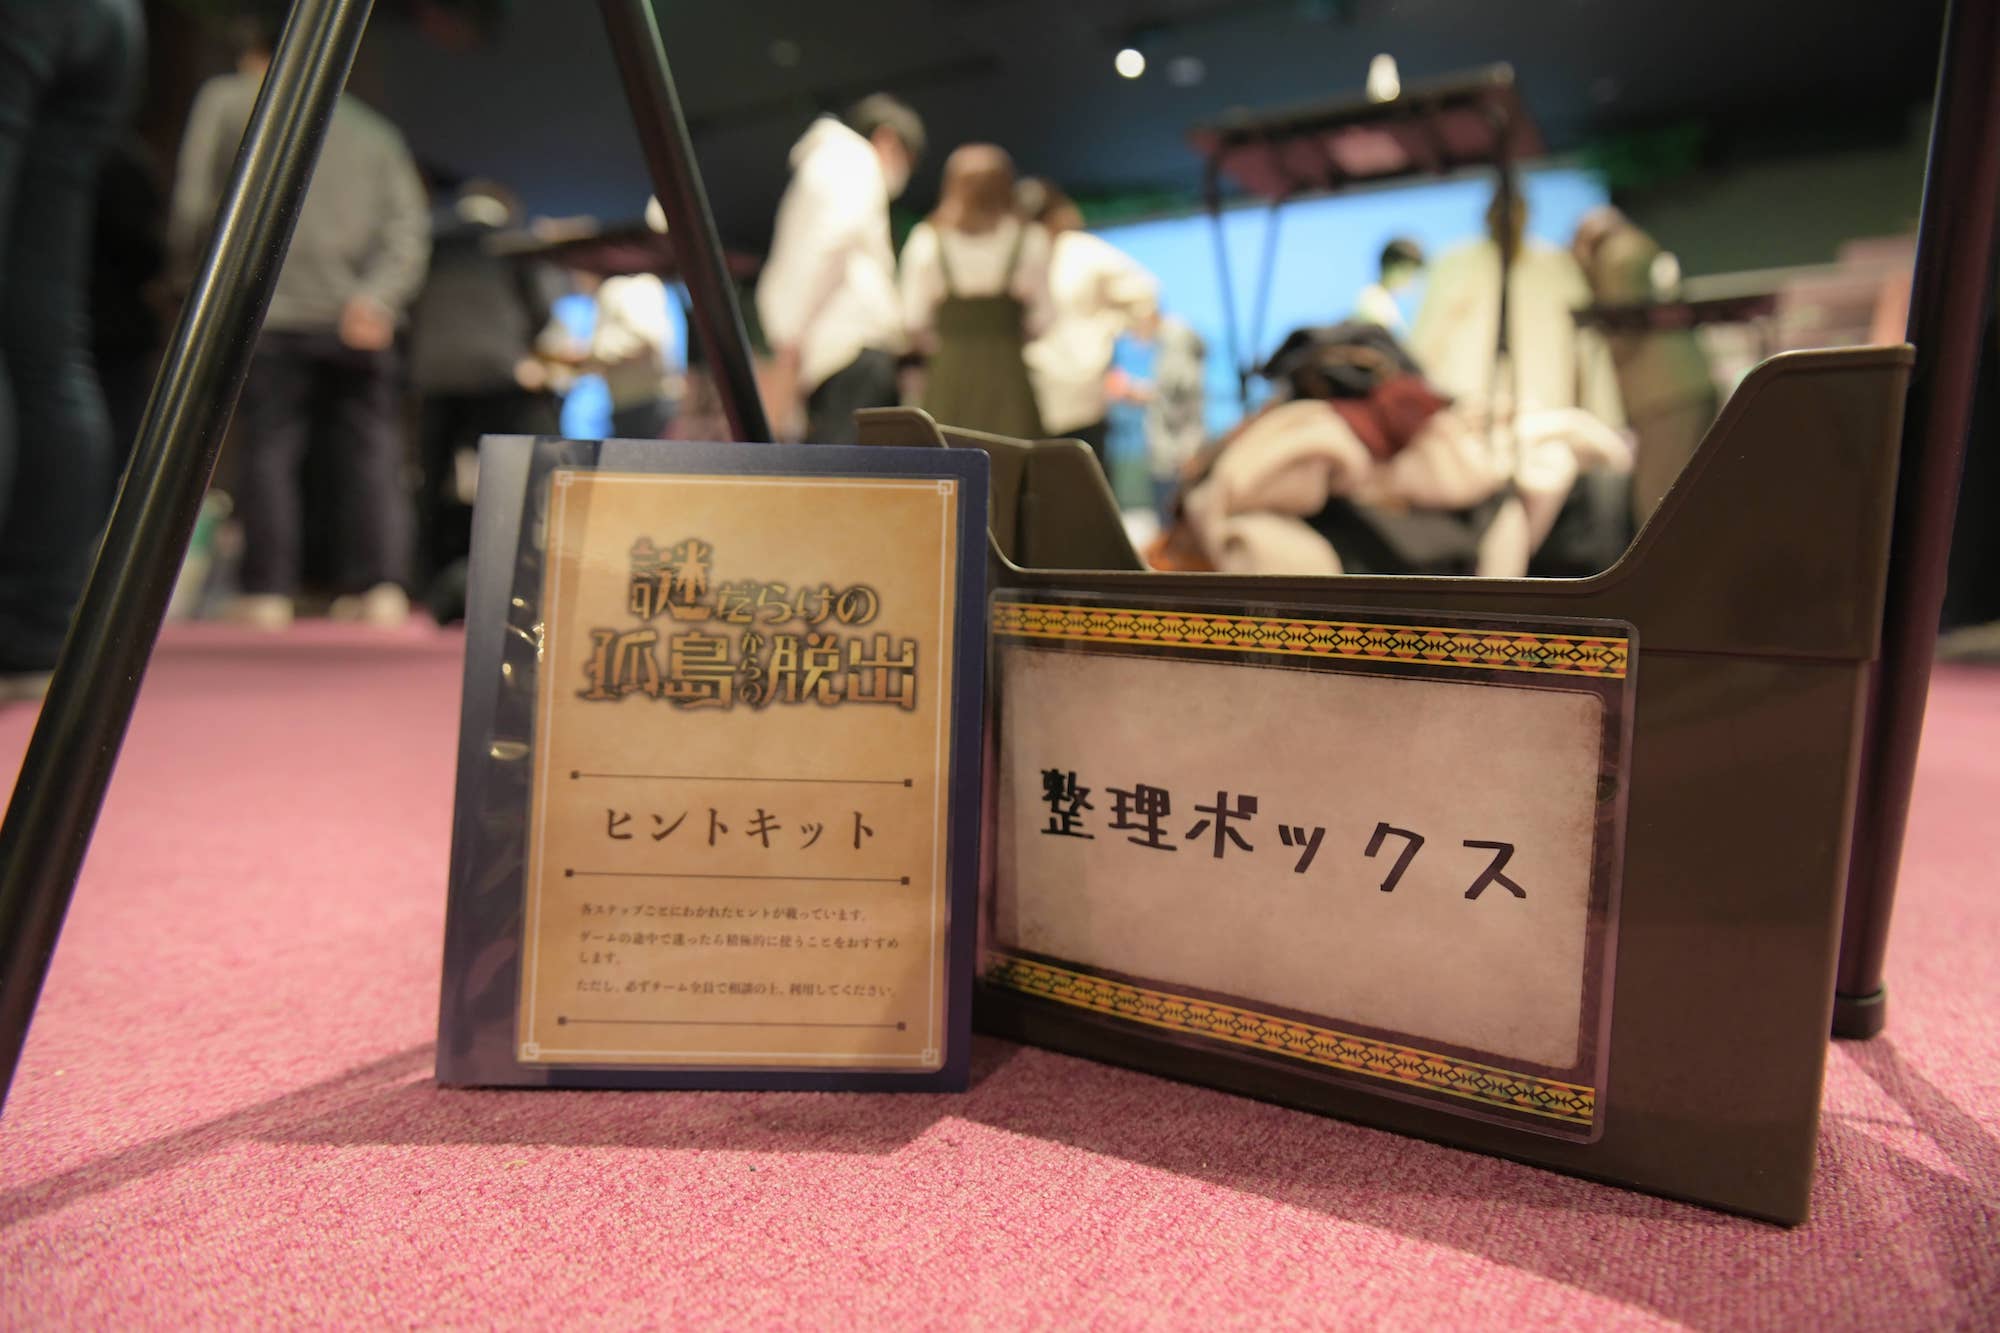 謎だらけの
孤島からの脱出
ヒントキット
各ステップごとにわかれたヒントが載っています。
ゲームの途中で迷ったら積極的に使うことをおすすめ
します。
ただし、必ずチーム全員で相談の上、利用してください。
整理ボックス